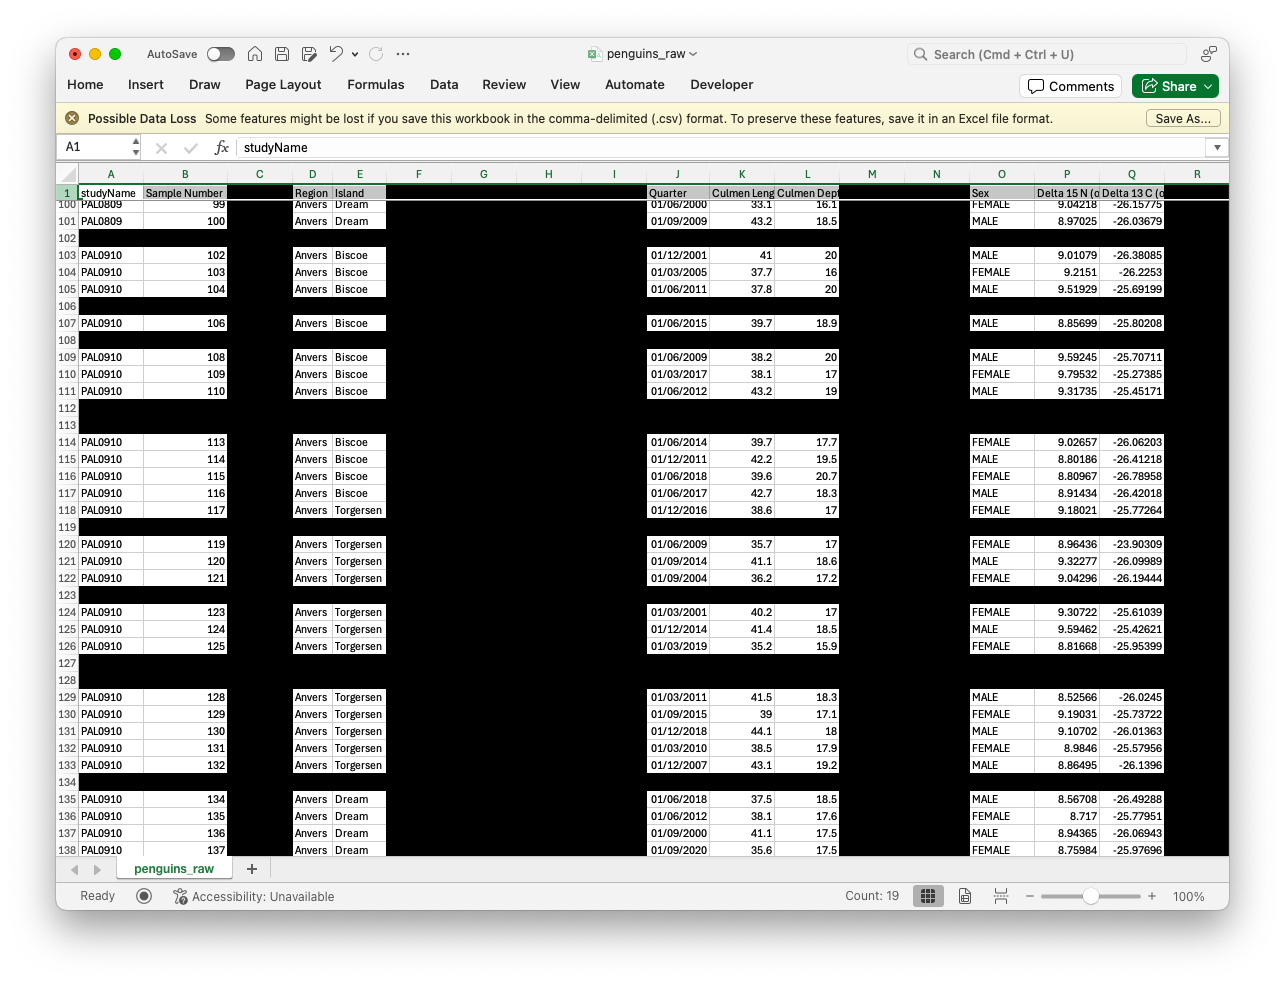 AutoSave penguins_raw Search (Cmd + Ctrl + U)
Home Insert Draw Page Layout Formulas Data Review View Automate Developer Comments Share
Possible Data Loss Some features might be lost if you save this workbook in the comma-delimited (.csv) format. To preserve these features, save it in an Excel file format. Save As...
A1 fx studyName
A B C D E F G H I J K L M N O P Q R
1 studyName Sample Number Region Island Quarter Culmen Leng Culmen Dept Sex Delta 15 N (o Delta 13 C (o
100 PAL0809 99 Anvers Dream 01/06/2000 33.1 16.1 FEMALE 9.04218 -26.15775
101 PAL0809 100 Anvers Dream 01/09/2009 43.2 18.5 MALE 8.97025 -26.03679
102
103 PAL0910 102 Anvers Biscoe 01/12/2001 41 20 MALE 9.01079 -26.38085
104 PAL0910 103 Anvers Biscoe 01/03/2005 37.7 16 FEMALE 9.2151 -26.2253
105 PAL0910 104 Anvers Biscoe 01/06/2011 37.8 20 MALE 9.51929 -25.69199
106
107 PAL0910 106 Anvers Biscoe 01/06/2015 39.7 18.9 MALE 8.85699 -25.80208
108
109 PAL0910 108 Anvers Biscoe 01/06/2009 38.2 20 MALE 9.59245 -25.70711
110 PAL0910 109 Anvers Biscoe 01/03/2017 38.1 17 FEMALE 9.79532 -25.27385
111 PAL0910 110 Anvers Biscoe 01/06/2012 43.2 19 MALE 9.31735 -25.45171
112
113
114 PAL0910 113 Anvers Biscoe 01/06/2014 39.7 17.7 FEMALE 9.02657 -26.06203
115 PAL0910 114 Anvers Biscoe 01/12/2011 42.2 19.5 MALE 8.80186 -26.41218
116 PAL0910 115 Anvers Biscoe 01/06/2018 39.6 20.7 FEMALE 8.80967 -26.78958
117 PAL0910 116 Anvers Biscoe 01/06/2017 42.7 18.3 MALE 8.91434 -26.42018
118 PAL0910 117 Anvers Torgersen 01/12/2016 38.6 17 FEMALE 9.18021 -25.77264
119
120 PAL0910 119 Anvers Torgersen 01/06/2009 35.7 17 FEMALE 8.96436 -23.90309
121 PAL0910 120 Anvers Torgersen 01/09/2014 41.1 18.6 MALE 9.32277 -26.09989
122 PAL0910 121 Anvers Torgersen 01/09/2004 36.2 17.2 FEMALE 9.04296 -26.19444
123
124 PAL0910 123 Anvers Torgersen 01/03/2001 40.2 17 FEMALE 9.30722 -25.61039
125 PAL0910 124 Anvers Torgersen 01/12/2014 41.4 18.5 MALE 9.59462 -25.42621
126 PAL0910 125 Anvers Torgersen 01/03/2019 35.2 15.9 FEMALE 8.81668 -25.95399
127
128
129 PAL0910 128 Anvers Torgersen 01/03/2011 41.5 18.3 MALE 8.52566 -26.0245
130 PAL0910 129 Anvers Torgersen 01/09/2015 39 17.1 FEMALE 9.19031 -25.73722
131 PAL0910 130 Anvers Torgersen 01/12/2018 44.1 18 MALE 9.10702 -26.01363
132 PAL0910 131 Anvers Torgersen 01/03/2010 38.5 17.9 FEMALE 8.9846 -25.57956
133 PAL0910 132 Anvers Torgersen 01/12/2007 43.1 19.2 MALE 8.86495 -26.1396
134
135 PAL0910 134 Anvers Dream 01/06/2018 37.5 18.5 MALE 8.56708 -26.49288
136 PAL0910 135 Anvers Dream 01/06/2012 38.1 17.6 FEMALE 8.717 -25.77951
137 PAL0910 136 Anvers Dream 01/09/2000 41.1 17.5 MALE 8.94365 -26.06943
138 PAL0910 137 Anvers Dream 01/09/2020 35.6 17.5 FEMALE 8.75984 -25.97696
penguins_raw +
Ready Accessibility: Unavailable Count: 19 100%